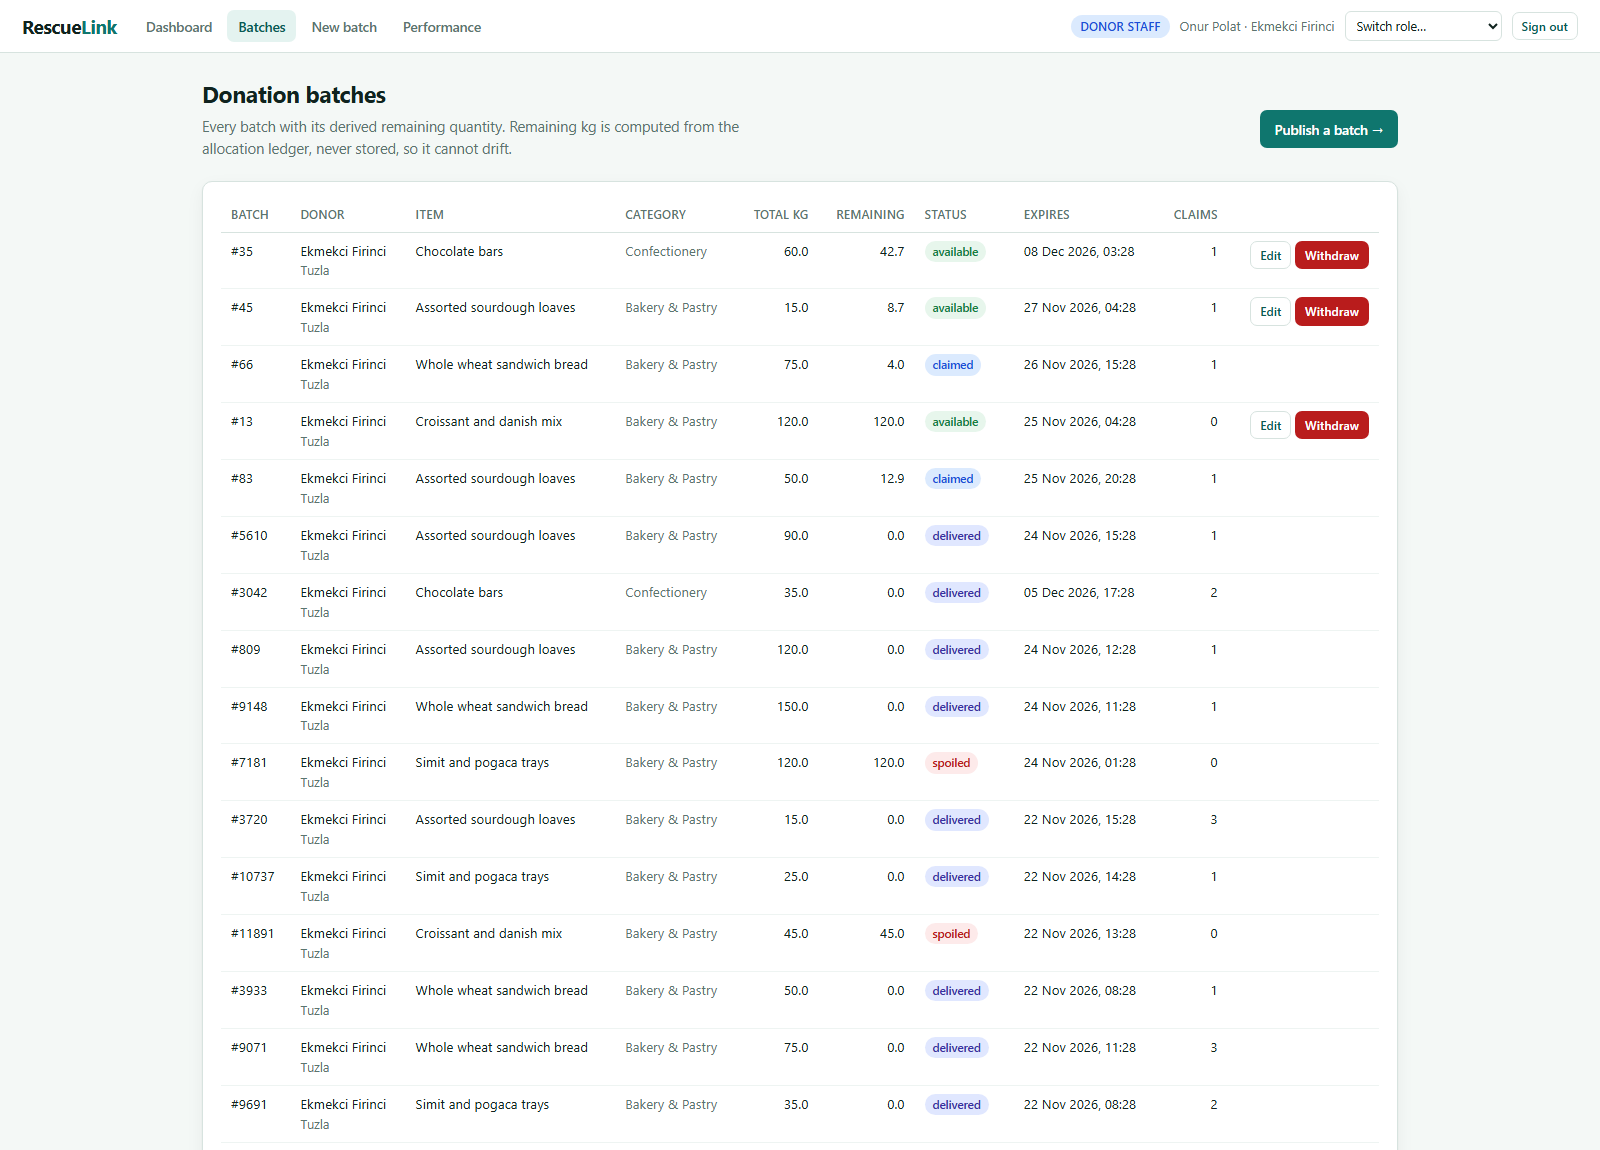 RescueLink Dashboard Batches New batch Performance DONOR STAFF Onur Polat · Ekmekci Firinci Switch role... Sign out
Donation batches
Every batch with its derived remaining quantity. Remaining kg is computed from the
allocation ledger, never stored, so it cannot drift.
Publish a batch →
BATCH DONOR ITEM CATEGORY TOTAL KG REMAINING STATUS EXPIRES CLAIMS
#35 Ekmekci Firinci Chocolate bars Confectionery 60.0 42.7 available 08 Dec 2026, 03:28 1 Edit Withdraw
Tuzla
#45 Ekmekci Firinci Assorted sourdough loaves Bakery & Pastry 15.0 8.7 available 27 Nov 2026, 04:28 1 Edit Withdraw
Tuzla
#66 Ekmekci Firinci Whole wheat sandwich bread Bakery & Pastry 75.0 4.0 claimed 26 Nov 2026, 15:28 1
Tuzla
#13 Ekmekci Firinci Croissant and danish mix Bakery & Pastry 120.0 120.0 available 25 Nov 2026, 04:28 0 Edit Withdraw
Tuzla
#83 Ekmekci Firinci Assorted sourdough loaves Bakery & Pastry 50.0 12.9 claimed 25 Nov 2026, 20:28 1
Tuzla
#5610 Ekmekci Firinci Assorted sourdough loaves Bakery & Pastry 90.0 0.0 delivered 24 Nov 2026, 15:28 1
Tuzla
#3042 Ekmekci Firinci Chocolate bars Confectionery 35.0 0.0 delivered 05 Dec 2026, 17:28 2
Tuzla
#809 Ekmekci Firinci Assorted sourdough loaves Bakery & Pastry 120.0 0.0 delivered 24 Nov 2026, 12:28 1
Tuzla
#9148 Ekmekci Firinci Whole wheat sandwich bread Bakery & Pastry 150.0 0.0 delivered 24 Nov 2026, 11:28 1
Tuzla
#7181 Ekmekci Firinci Simit and pogaca trays Bakery & Pastry 120.0 120.0 spoiled 24 Nov 2026, 01:28 0
Tuzla
#3720 Ekmekci Firinci Assorted sourdough loaves Bakery & Pastry 15.0 0.0 delivered 22 Nov 2026, 15:28 3
Tuzla
#10737 Ekmekci Firinci Simit and pogaca trays Bakery & Pastry 25.0 0.0 delivered 22 Nov 2026, 14:28 1
Tuzla
#11891 Ekmekci Firinci Croissant and danish mix Bakery & Pastry 45.0 45.0 spoiled 22 Nov 2026, 13:28 0
Tuzla
#3933 Ekmekci Firinci Whole wheat sandwich bread Bakery & Pastry 50.0 0.0 delivered 22 Nov 2026, 08:28 1
Tuzla
#9071 Ekmekci Firinci Whole wheat sandwich bread Bakery & Pastry 75.0 0.0 delivered 22 Nov 2026, 11:28 3
Tuzla
#9691 Ekmekci Firinci Simit and pogaca trays Bakery & Pastry 35.0 0.0 delivered 22 Nov 2026, 08:28 2
Tuzla